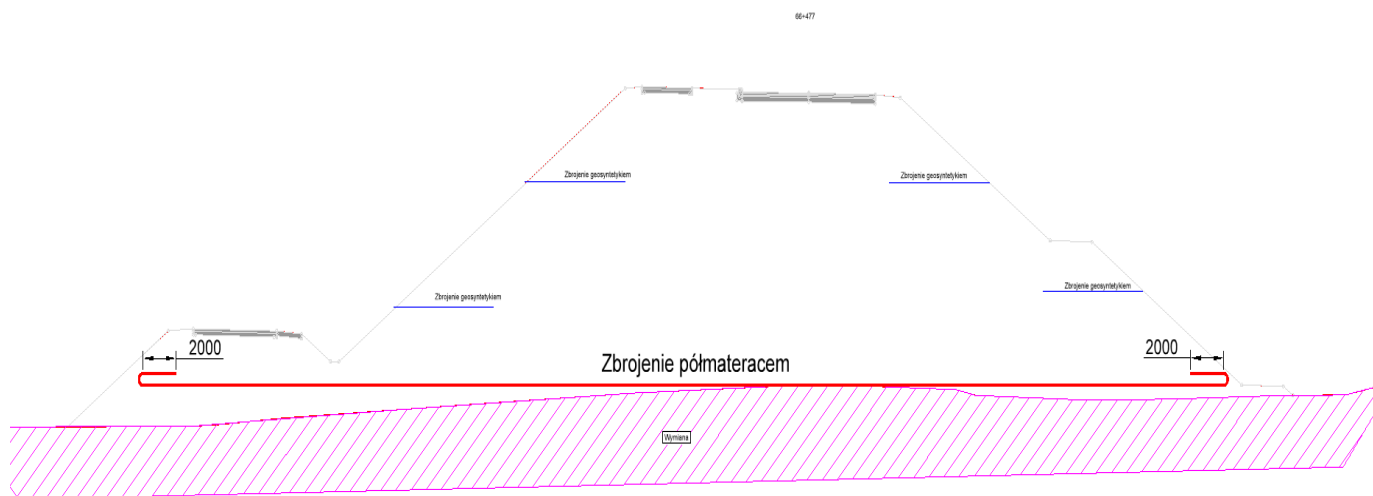 66+477
Zbrojenie geosyntetykiem
Zbrojenie geosyntetykiem
Zbrojenie geosyntetykiem
Zbrojenie geosyntetykiem
2000
Zbrojenie półmateracem
2000
Wymiana